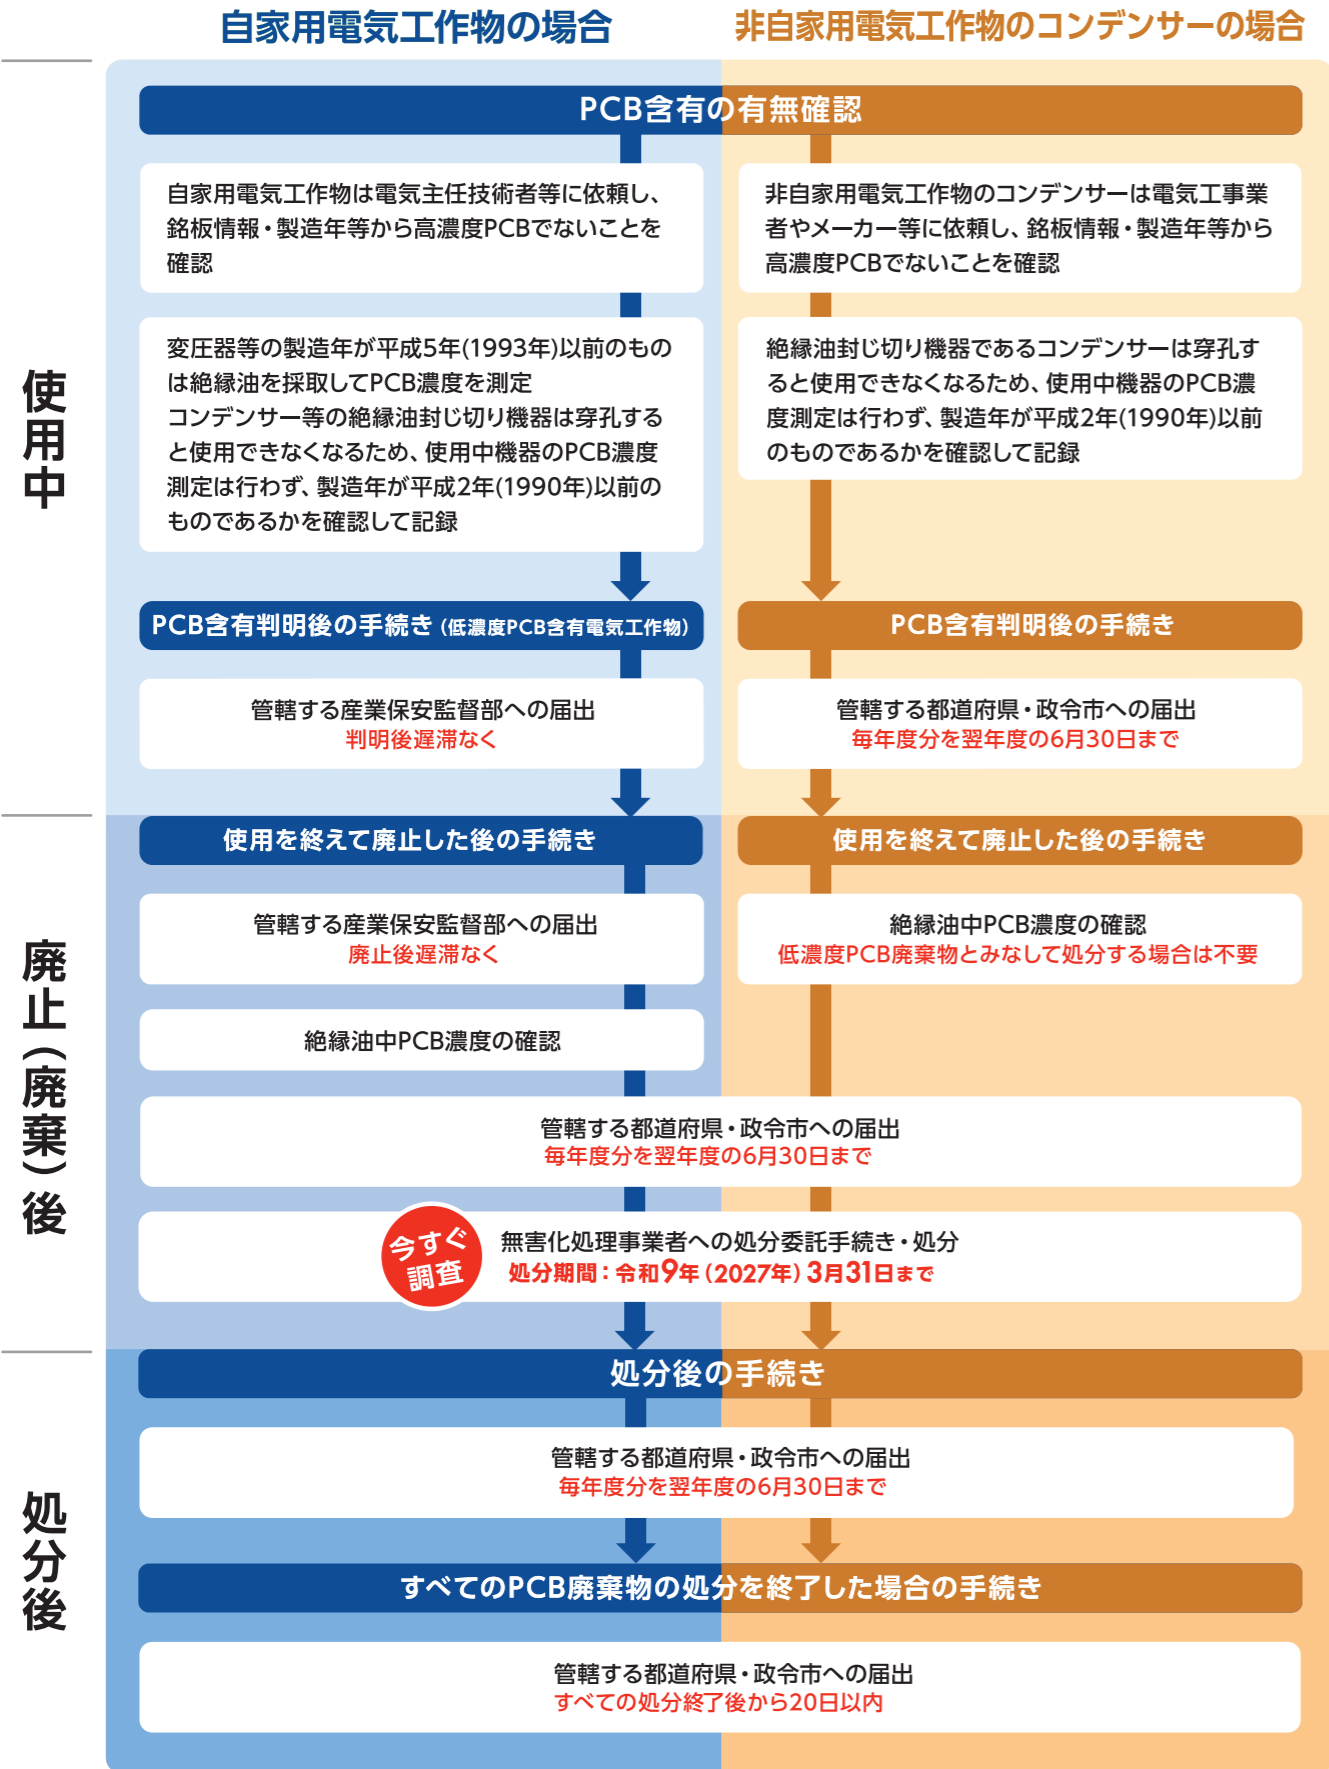 自家用電気工作物の場合
非自家用電気工作物のコンデンサーの場合
使用中
PCB含有の有無確認
自家用電気工作物は電気主任技術者等に依頼し、
銘板情報・製造年等から高濃度PCBでないことを
確認
変圧器等の製造年が平成5年(1993年)以前のもの
は絶縁油を採取してPCB濃度を測定
コンデンサー等の絶縁油封じ切り機器は穿孔する
と使用できなくなるため、使用中機器のPCB濃度
測定は行わず、製造年が平成2年(1990年)以前の
ものであるかを確認して記録
PCB含有判明後の手続き（低濃度PCB含有電気工作物）
管轄する産業保安監督部への届出
判明後遅滞なく
非自家用電気工作物のコンデンサーは電気工事業
者やメーカー等に依頼し、銘板情報・製造年等から
高濃度PCBでないことを確認
絶縁油封じ切り機器であるコンデンサーは穿孔す
ると使用できなくなるため、使用中機器のPCB濃
度測定は行わず、製造年が平成2年(1990年)以前
のものであるかを確認して記録
PCB含有判明後の手続き
管轄する都道府県・政令市への届出
毎年度分を翌年度の6月30日まで
廃止（廃棄）後
使用を終えて廃止した後の手続き
管轄する産業保安監督部への届出
廃止後遅滞なく
絶縁油中PCB濃度の確認
使用を終えて廃止した後の手続き
絶縁油中PCB濃度の確認
低濃度PCB廃棄物とみなして処分する場合は不要
管轄する都道府県・政令市への届出
毎年度分を翌年度の6月30日まで
今すぐ
調査
無害化処理事業者への処分委託手続き・処分
処分期間：令和9年（2027年）3月31日まで
処分後
処分後の手続き
管轄する都道府県・政令市への届出
毎年度分を翌年度の6月30日まで
すべてのPCB廃棄物の処分を終了した場合の手続き
管轄する都道府県・政令市への届出
すべての処分終了後から20日以内